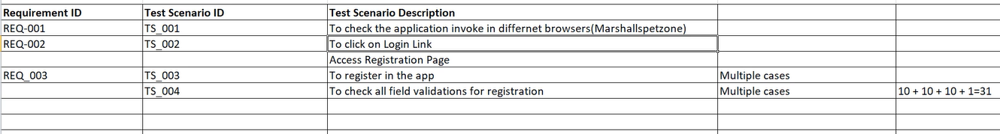 Requirement ID Test Scenario ID Test Scenario Description
REQ-001 TS_001 To check the application invoke in differnet browsers(Marshallspetzone)
REQ-002 TS_002 To click on Login Link
Access Registration Page
REQ_003 TS_003 To register in the app Multiple cases
TS_004 To check all field validations for registration Multiple cases 10 + 10 + 10 + 1=31